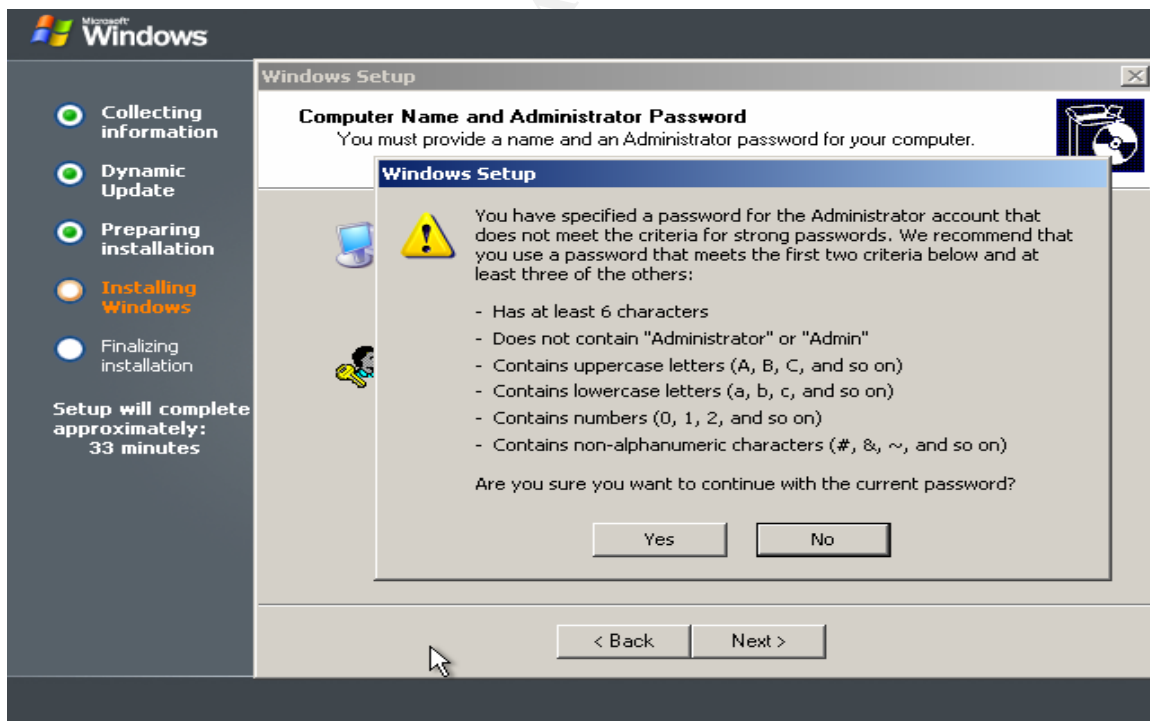 Microsoft
Windows
Collecting
information
Dynamic
Update
Preparing
installation
Installing
Windows
Finalizing
installation
Setup will complete
approximately:
33 minutes
Windows Setup
Computer Name and Administrator Password
You must provide a name and an Administrator password for your computer.
Windows Setup
You have specified a password for the Administrator account that
does not meet the criteria for strong passwords. We recommend that
you use a password that meets the first two criteria below and at
least three of the others:
- Has at least 6 characters
- Does not contain "Administrator" or "Admin"
- Contains uppercase letters (A, B, C, and so on)
- Contains lowercase letters (a, b, c, and so on)
- Contains numbers (0, 1, 2, and so on)
- Contains non-alphanumeric characters (#, &, ~, and so on)
Are you sure you want to continue with the current password?
Yes No
< Back Next >